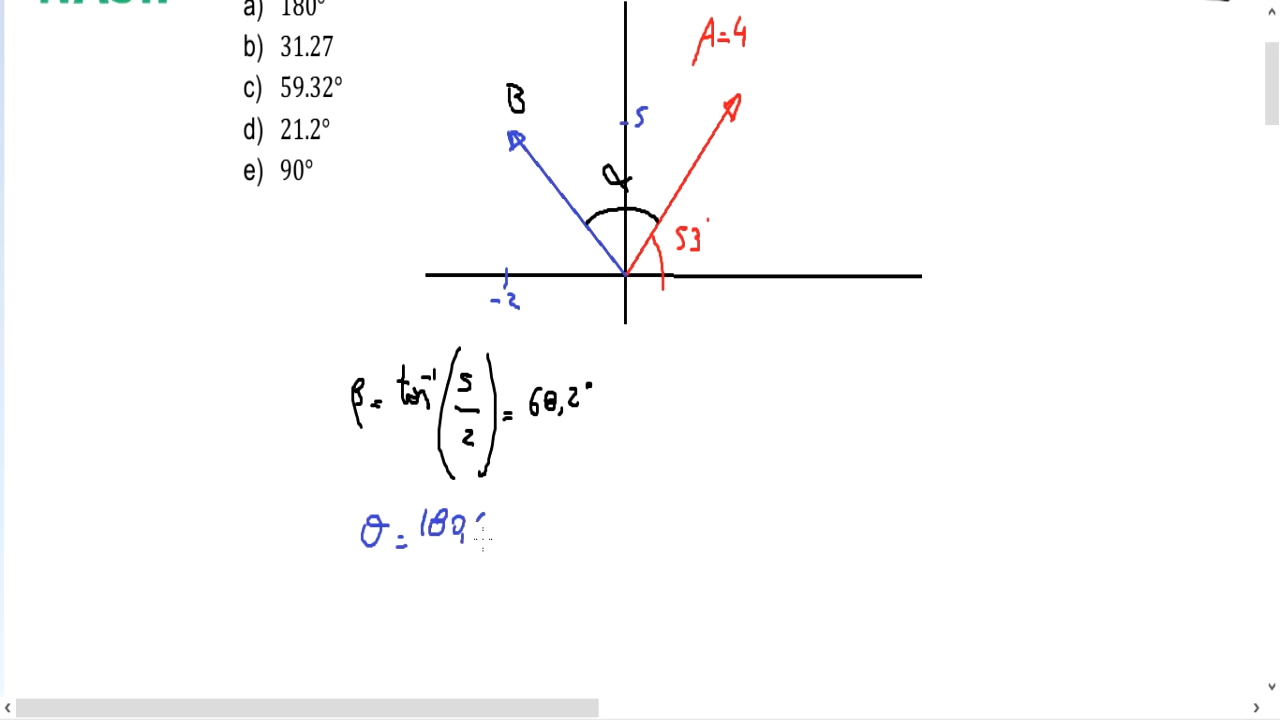 a) 180°
b) 31.27
c) 59.32°
d) 21.2°
e) 90°
A=4
B
5
α
53°
-2
β= tan⁻¹(5/2) = 68,2°
θ = 180,